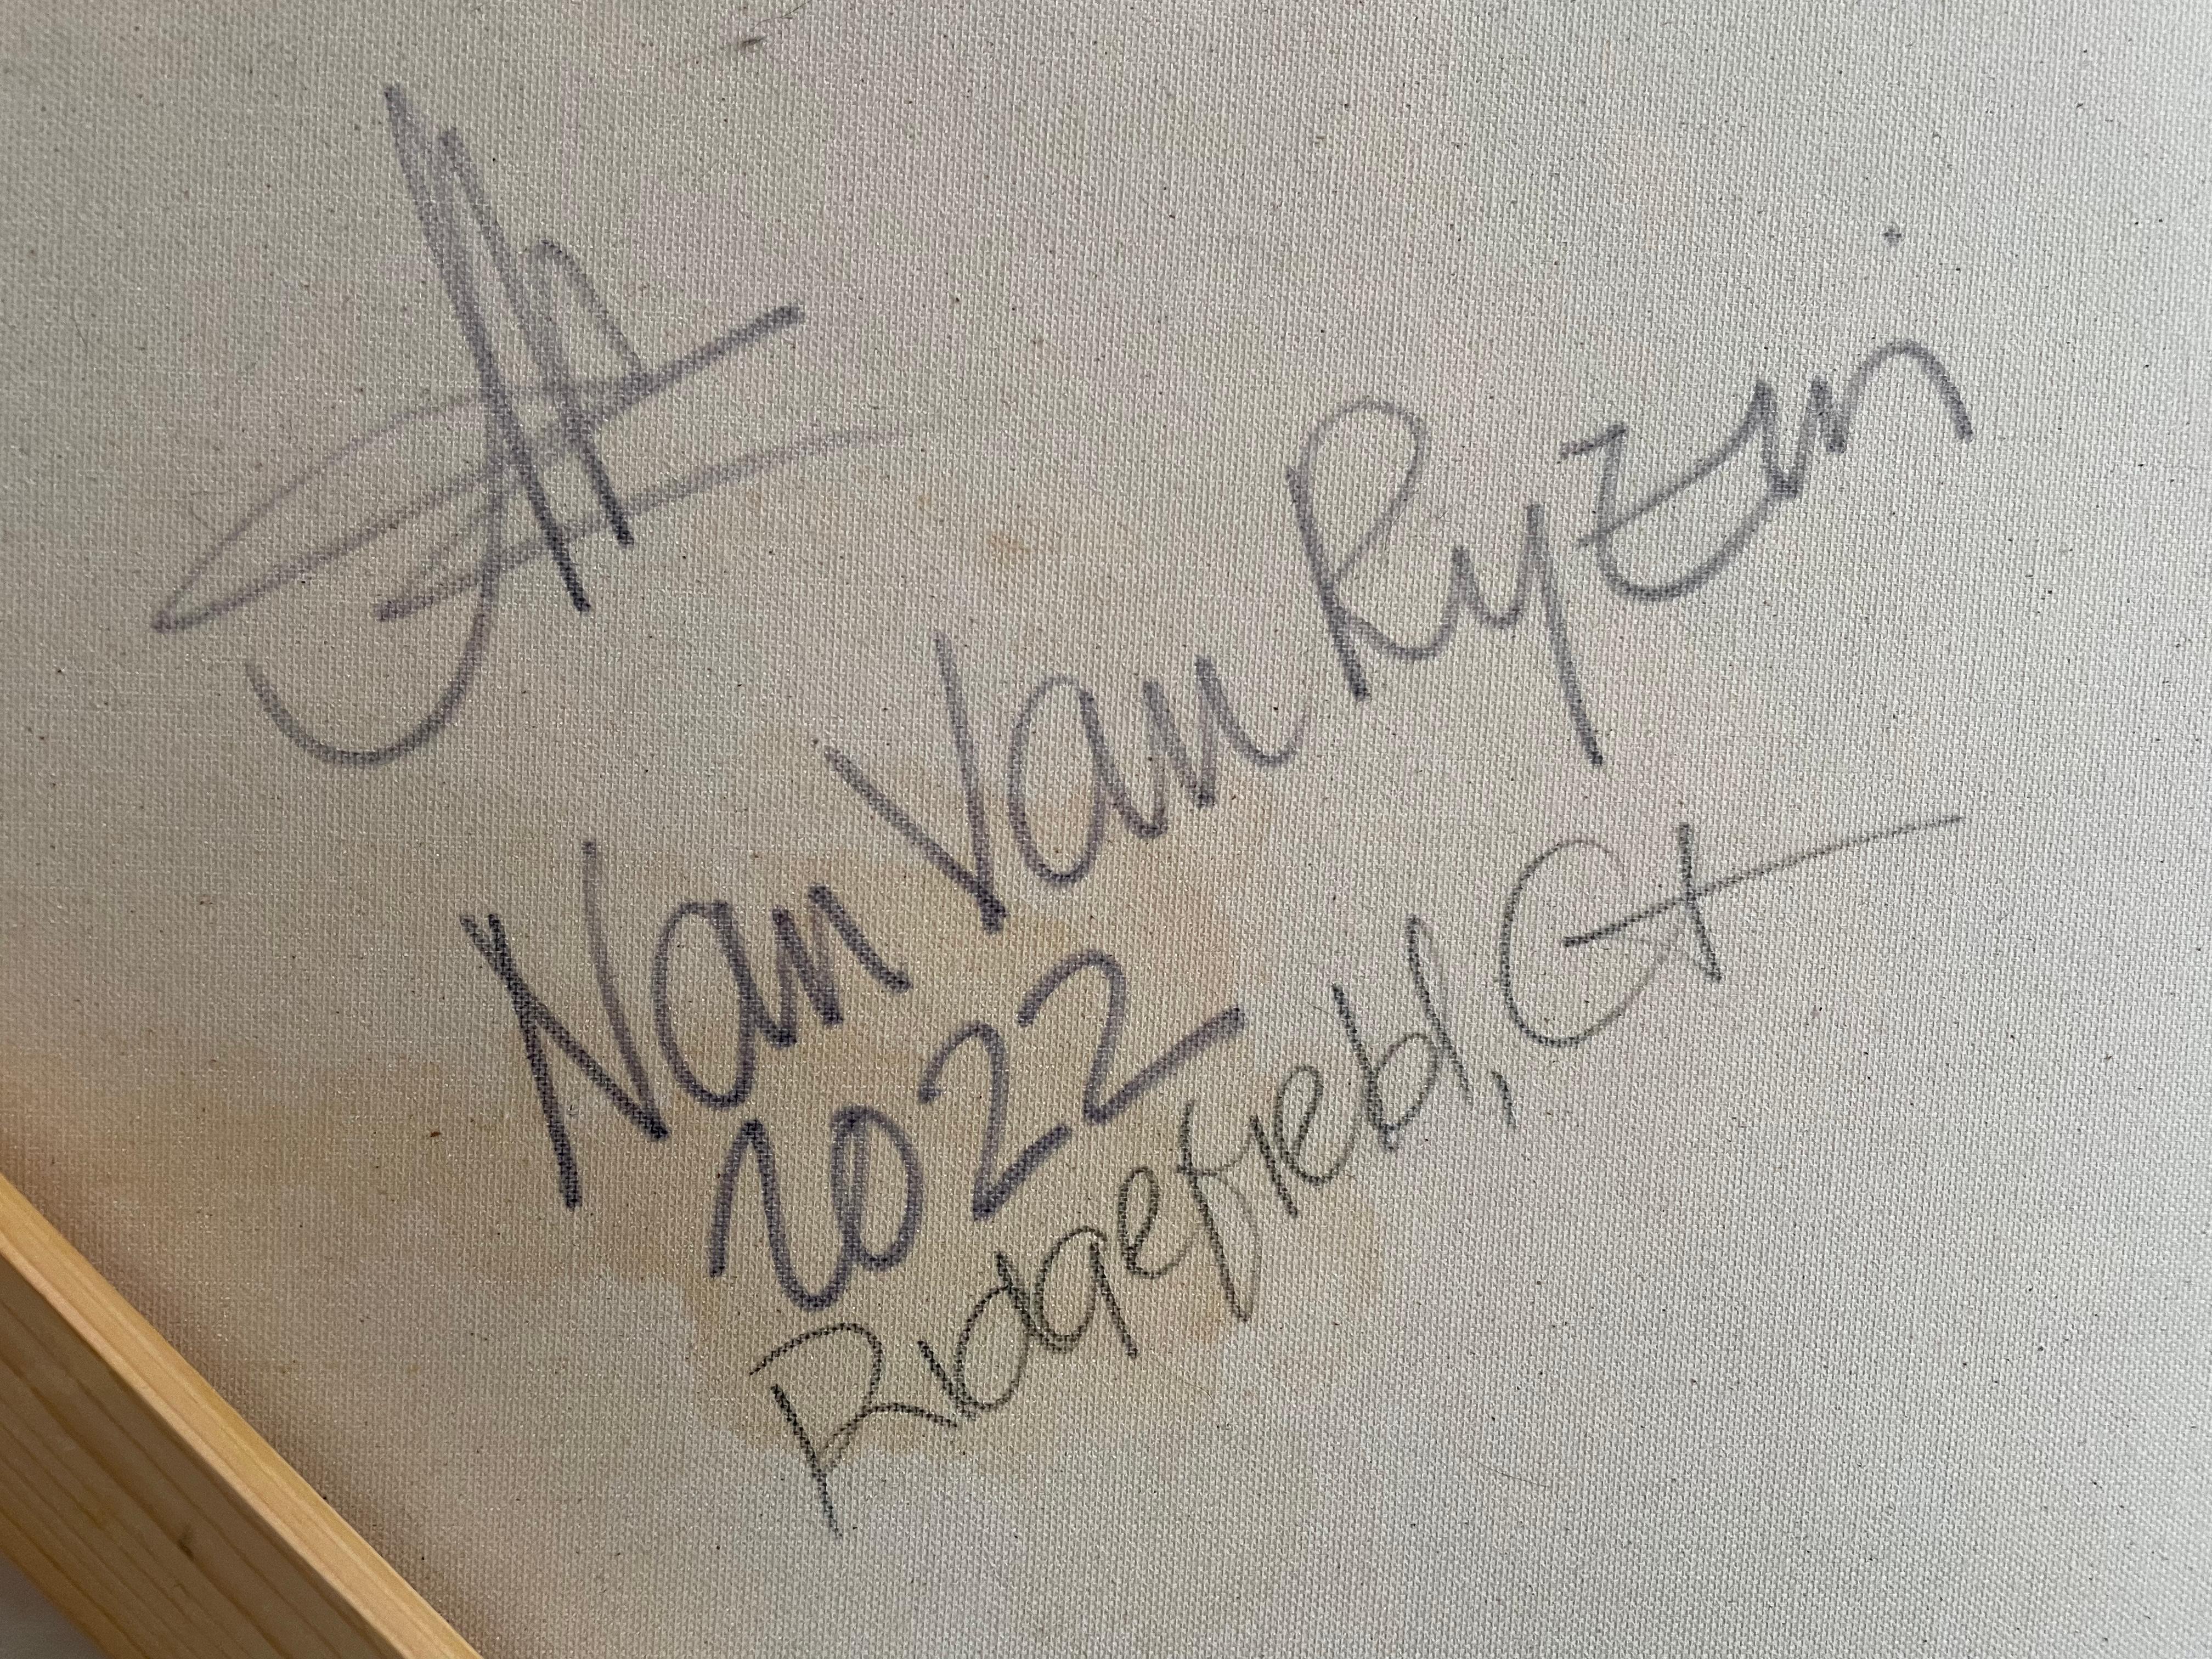 Nan Van Ryzin
2022
Ridgefield, Ct